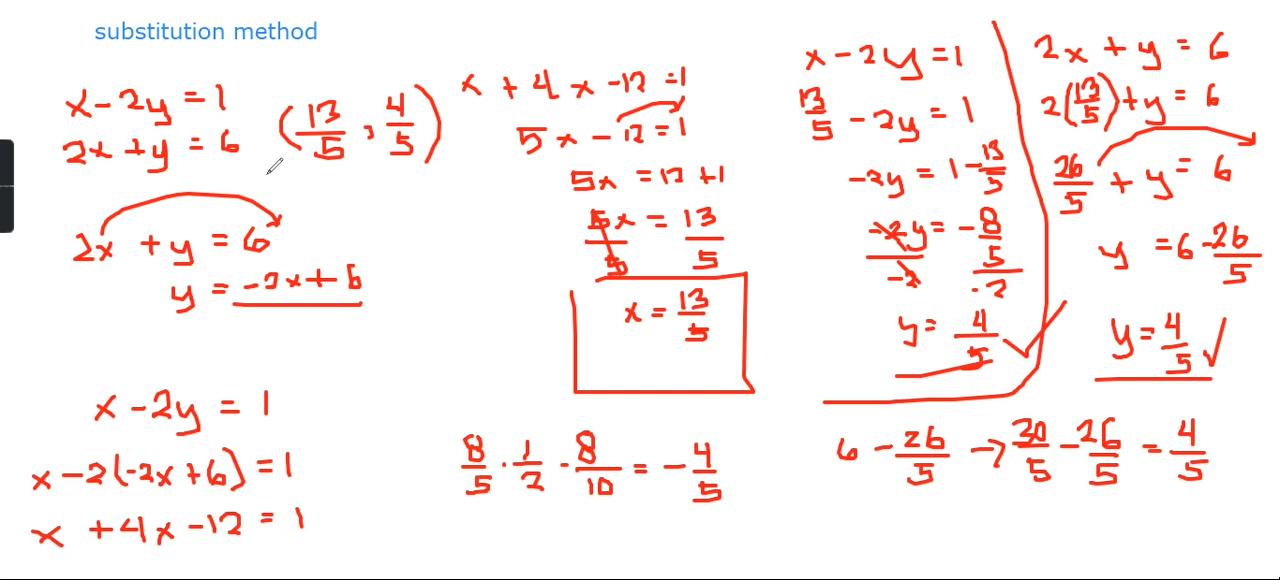 substitution method
x - 2y = 1
2x + y = 6
(13/5, 4/5)
2x + y = 6
y = -2x + 6
x - 2y = 1
x - 2(-2x + 6) = 1
x + 4x - 12 = 1
x + 4x - 12 = 1
5x - 12 = 1
5x = 12 + 1
5x/5 = 13/5
x = 13/5
8/5 · 1/2 - 8/10 = - 4/5
x - 2y = 1
13/5 - 2y = 1
-2y = 1 - 13/5
-2y/-2 = -8/5/-2
y = 4/5 ✓
2x + y = 6
2(13/5) + y = 6
26/5 + y = 6
y = 6 - 26/5
y = 4/5 ✓
6 - 26/5 → 30/5 - 26/5 = 4/5